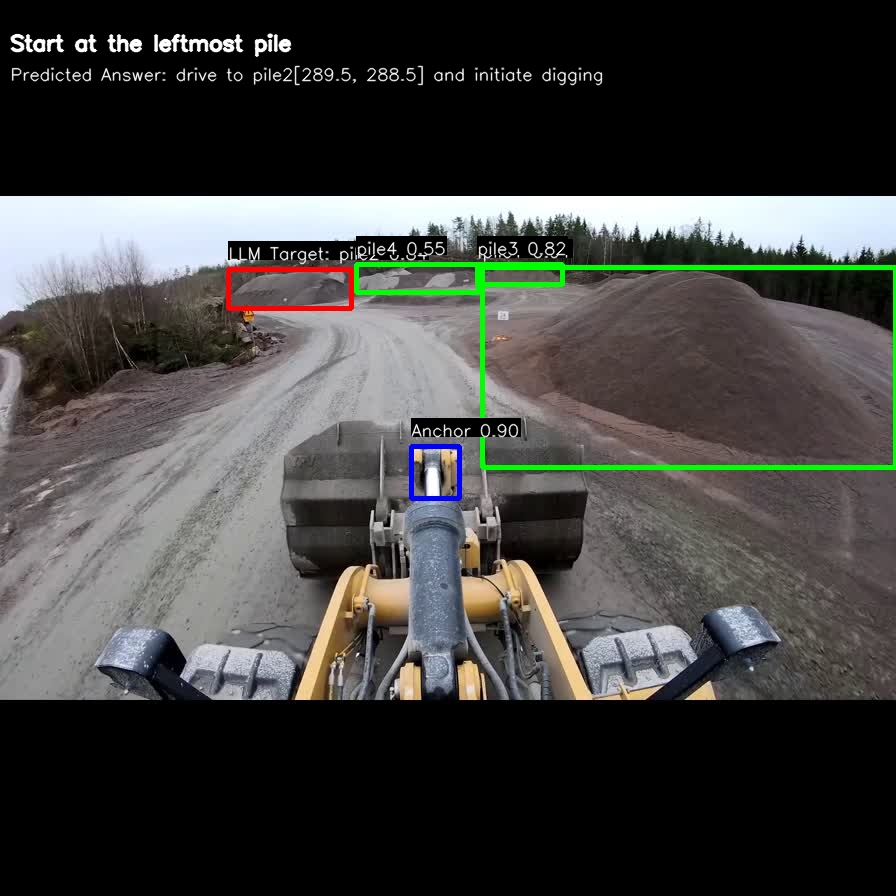 Start at the leftmost pile
Predicted Answer: drive to pile2[289.5, 288.5] and initiate digging
LLM Target: pile2
pile4 0.55
pile3 0.82
Anchor 0.90